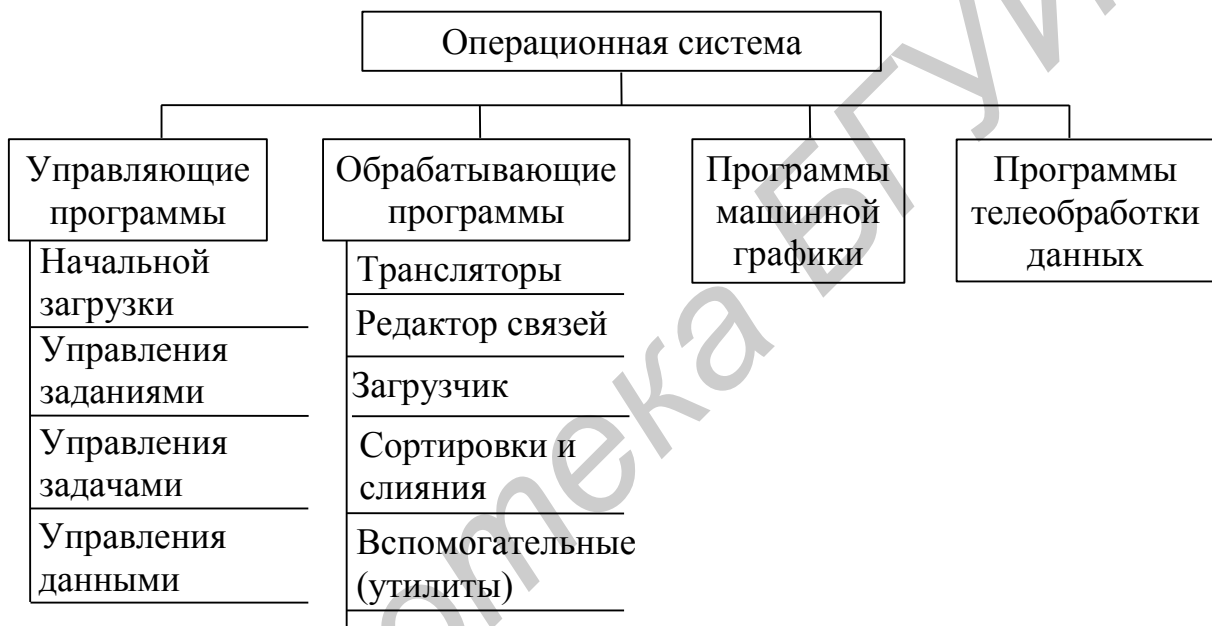 Операционная система
Управляющие
программы
Начальной
загрузки
Управления
заданиями
Управления
задачами
Управления
данными
Обрабатывающие
программы
Трансляторы
Редактор связей
Загрузчик
Сортировки и
слияния
Вспомогательные
(утилиты)
Программы
машинной
графики
Программы
телеобработки
данных